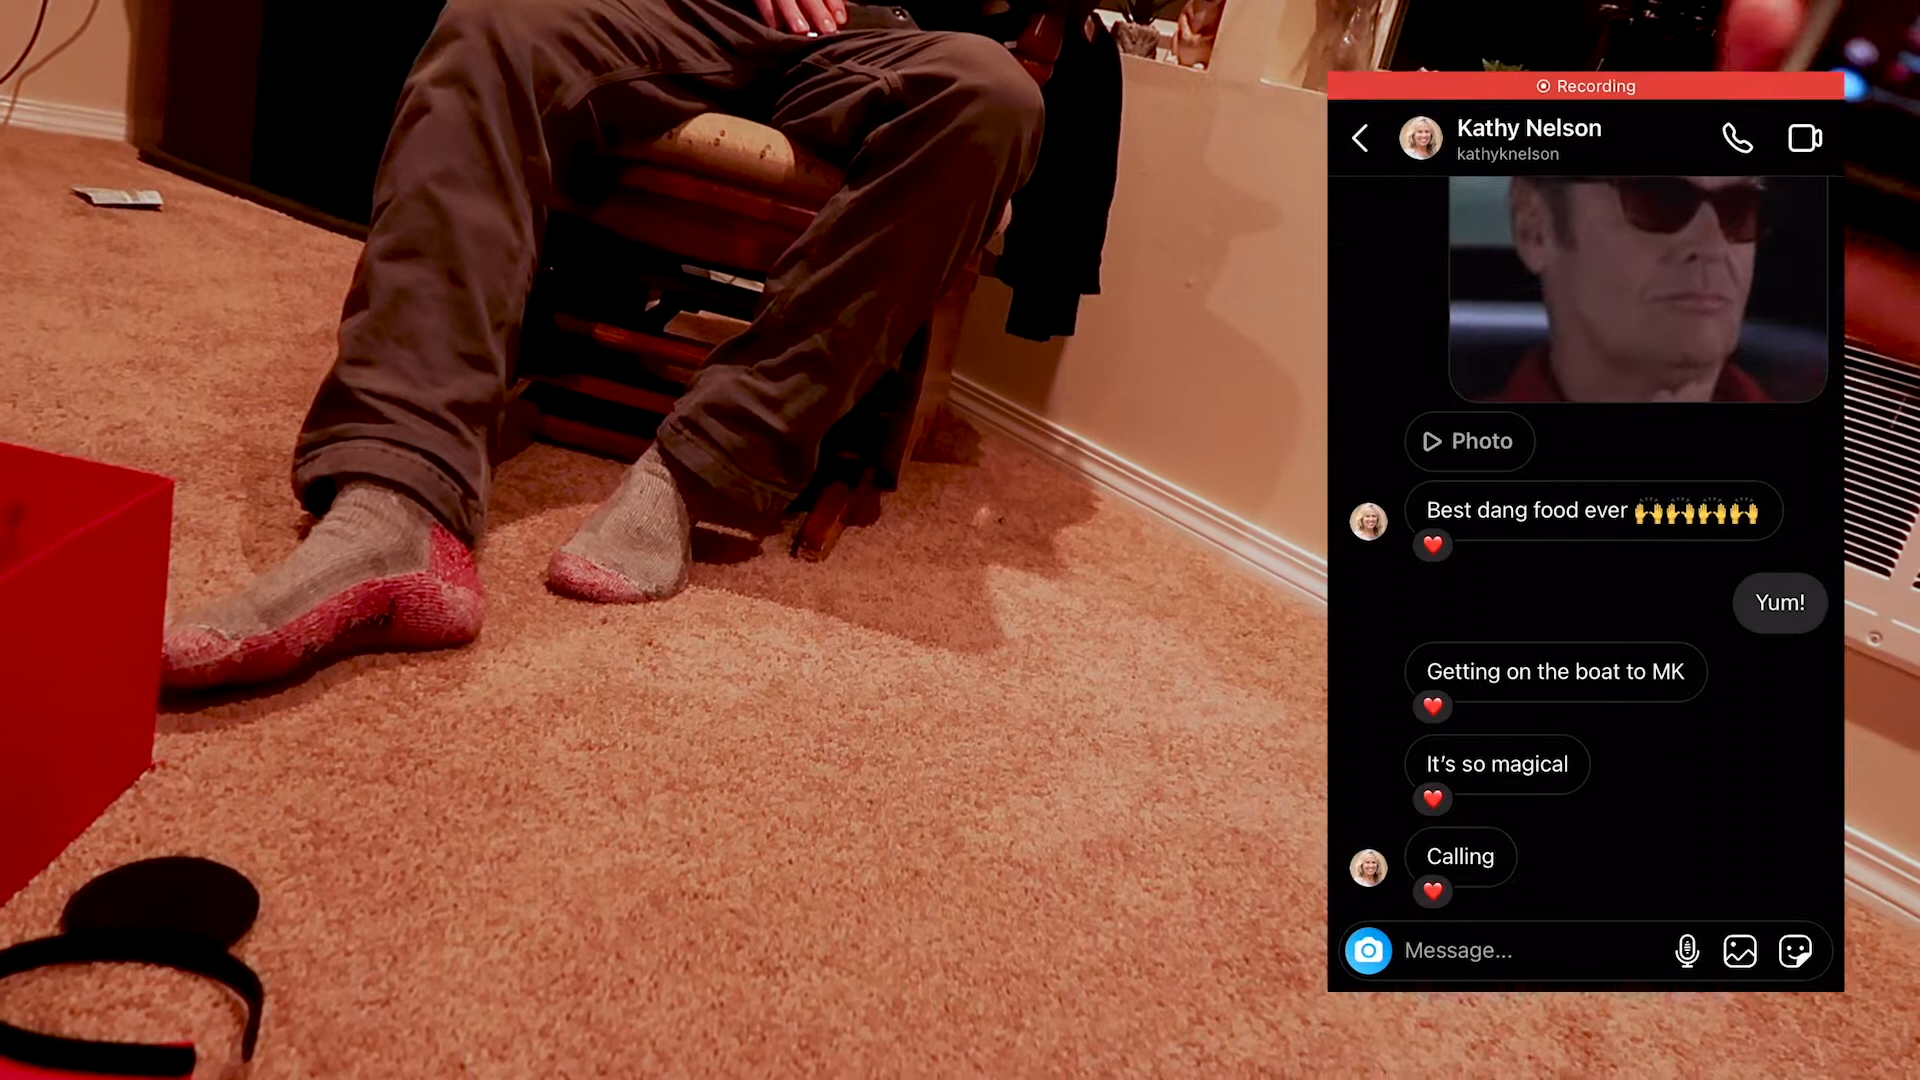 Recording
Kathy Nelson
kathyknelson
Photo
Best dang food ever 🙌🙌🙌🙌
Yum!
Getting on the boat to MK
It’s so magical
Calling
Message...